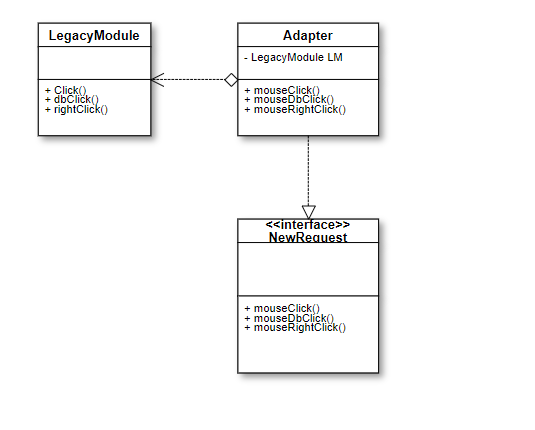 LegacyModule
+ Click()
+ dbClick()
+ rightClick()
Adapter
- LegacyModule LM
+ mouseClick()
+ mouseDbClick()
+ mouseRightClick()
<<interface>>
NewRequest
+ mouseClick()
+ mouseDbClick()
+ mouseRightClick()